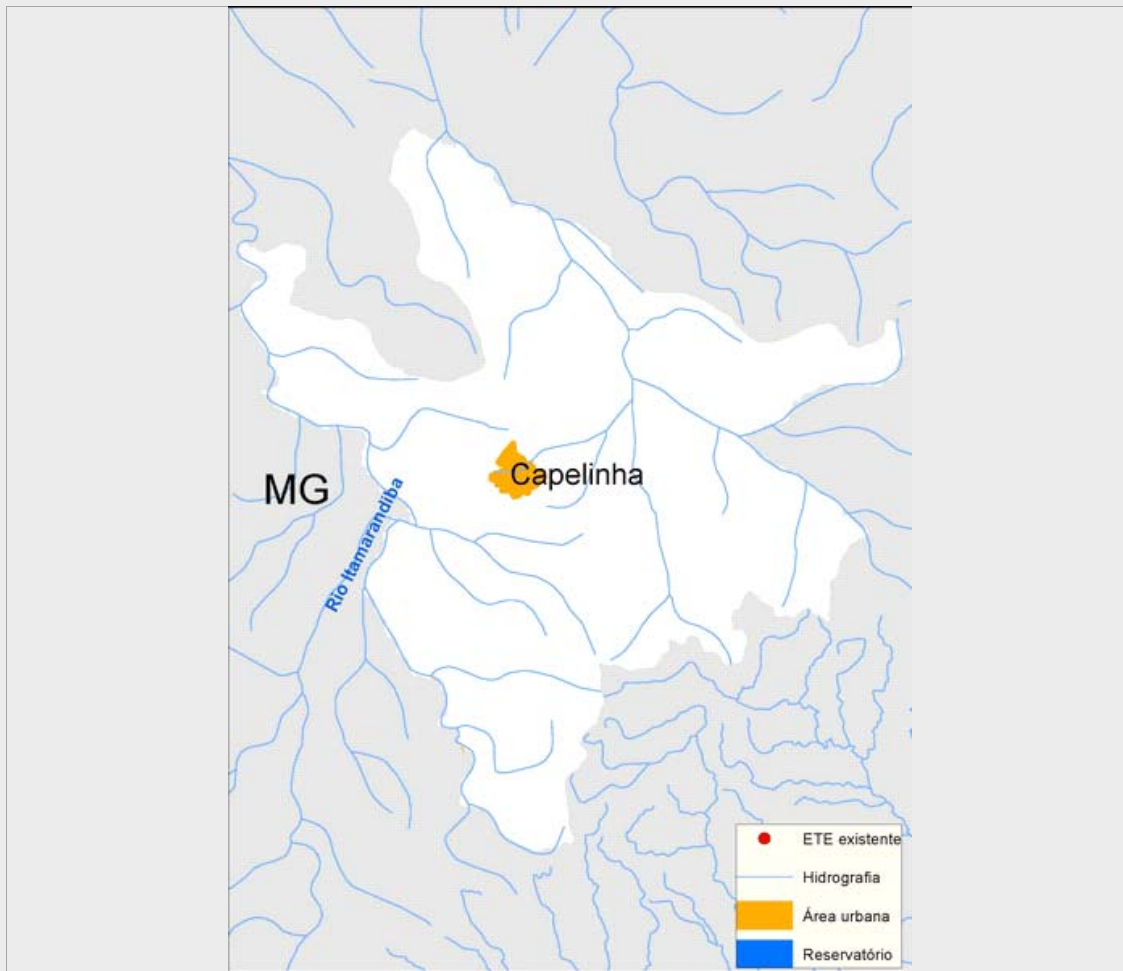 Capelinha
MG
Rio Itamarandiba
ETE existente
Hidrografia
Área urbana
Reservatório